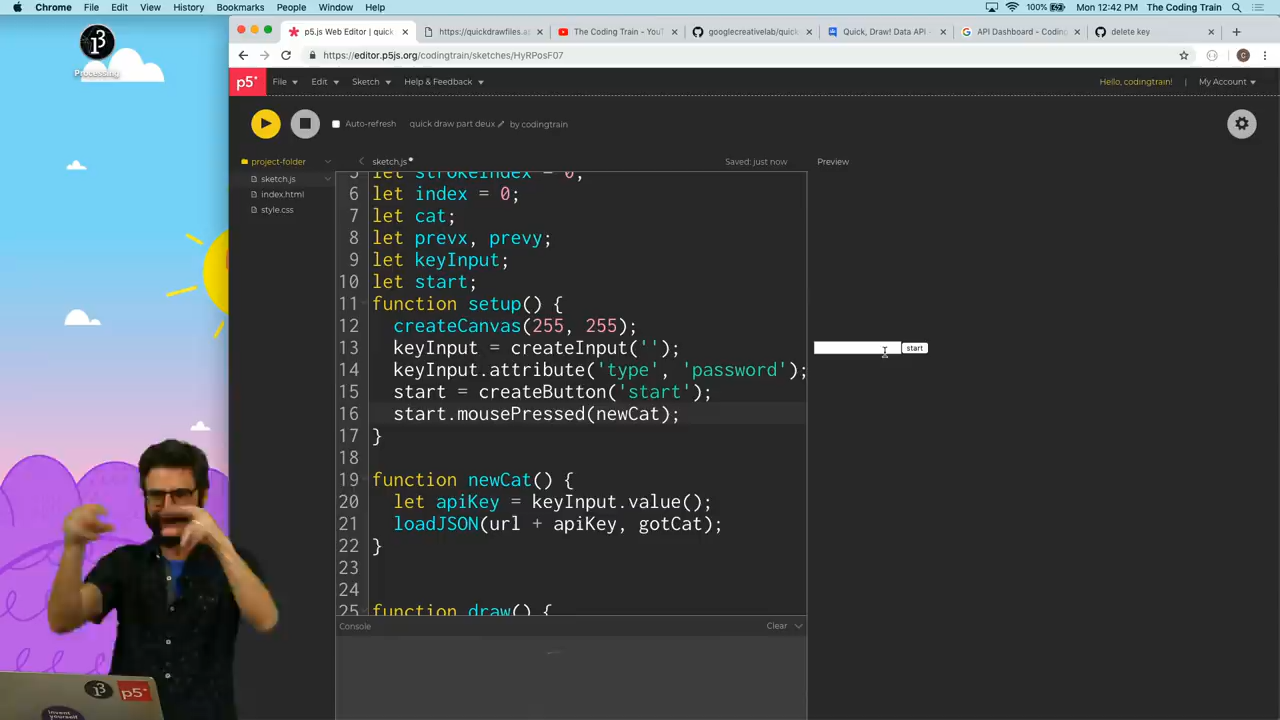 Chrome File Edit View History Bookmarks People Window Help 100% Mon 12:42 PM The Coding Train
p5.js Web Editor | quick
https://quickdrawfiles.ap
The Coding Train - YouT
googlecreativelab/quick
Quick, Draw! Data API -
API Dashboard - Coding
delete key
https://editor.p5js.org/codingtrain/sketches/HyRPosF07
Processing
p5* File Edit Sketch Help & Feedback Hello, codingtrain! My Account
Auto-refresh quick draw part deux by codingtrain
project-folder sketch.js Saved: just now Preview
sketch.js
index.html
style.css
5 let strokeIndex = 0;
6 let index = 0;
7 let cat;
8 let prevx, prevy;
9 let keyInput;
10 let start;
11 function setup() {
12 createCanvas(255, 255);
13 keyInput = createInput('');
14 keyInput.attribute('type', 'password');
15 start = createButton('start');
16 start.mousePressed(newCat);
17 }
18
19 function newCat() {
20 let apiKey = keyInput.value();
21 loadJSON(url + apiKey, gotCat);
22 }
23
24
25 function draw() {
start
Console Clear
p5*